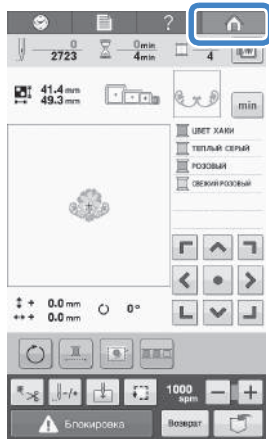 ?
0
2723
0min
4min
4
41.4 mm
49.3 mm
min
ЦВЕТ ХАКИ
ТЕПЛЫЙ СЕРЫЙ
РОЗОВЫЙ
СВЕЖИЙ РОЗОВЫЙ
+ 0.0 mm
+ 0.0 mm
0°
-/+
1000
spm
- +
Блокировка
Возврат